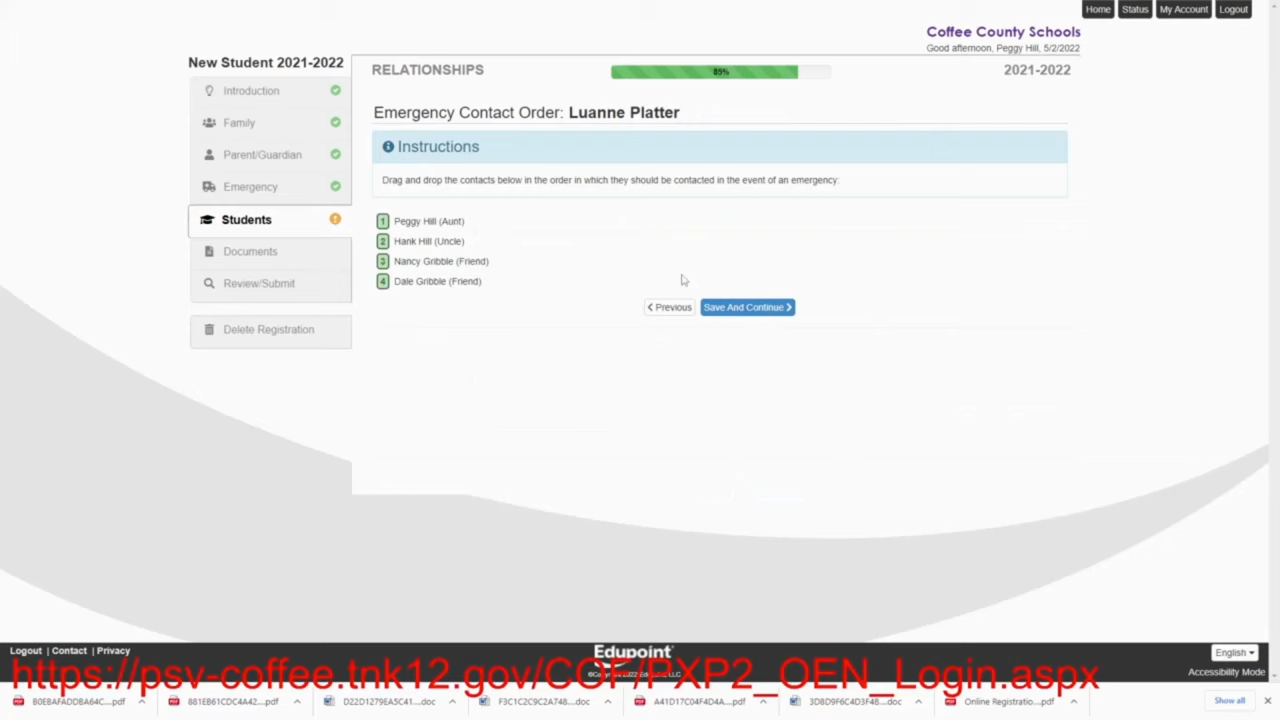 Home Status My Account Logout
Coffee County Schools
Good afternoon, Peggy Hill, 5/2/2022
New Student 2021-2022
Introduction
Family
Parent/Guardian
Emergency
Students
Documents
Review/Submit
Delete Registration
RELATIONSHIPS 85% 2021-2022
Emergency Contact Order: Luanne Platter
Instructions
Drag and drop the contacts below in the order in which they should be contacted in the event of an emergency:
1 Peggy Hill (Aunt)
2 Hank Hill (Uncle)
3 Nancy Gribble (Friend)
4 Dale Gribble (Friend)
Previous Save And Continue
Logout | Contact | Privacy
Edupoint
English
https://psv-coffee.tnk12.gov/COF/PXP2_OEN_Login.aspx
Accessibility Mode
B0EBAFADDBA64C....pdf 881EB61CDC4A42....pdf D22D1279EA5C41....doc F3C1C2C9C2A748....doc A41D17C04F4D4A....pdf 3D8D9F6C4D3F4B....doc Online Registratio....pdf Show all